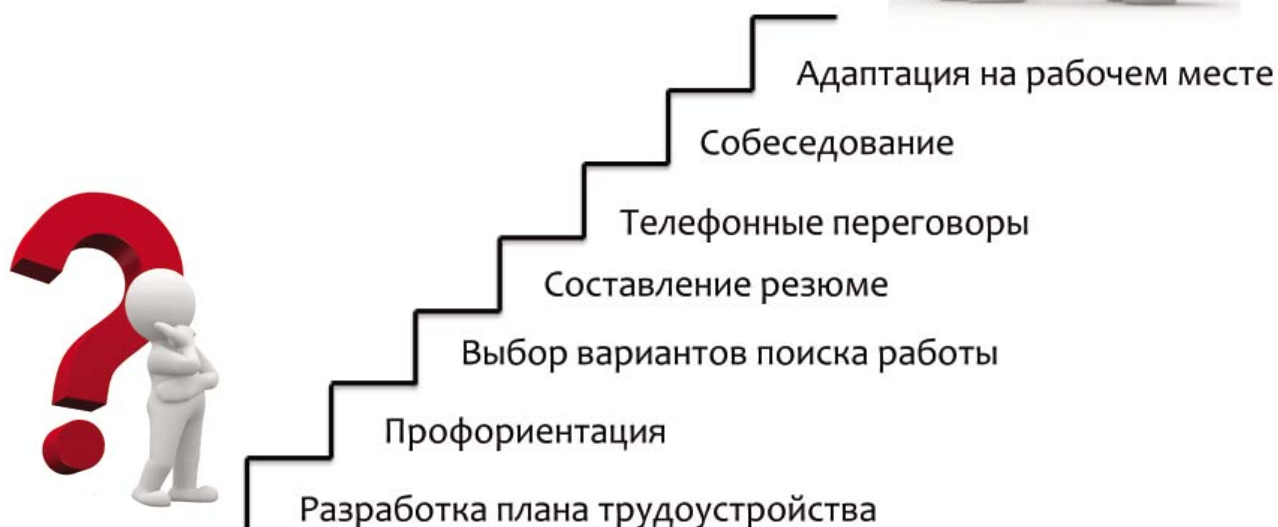 Адаптация на рабочем месте
Собеседование
Телефонные переговоры
Составление резюме
Выбор вариантов поиска работы
Профориентация
Разработка плана трудоустройства